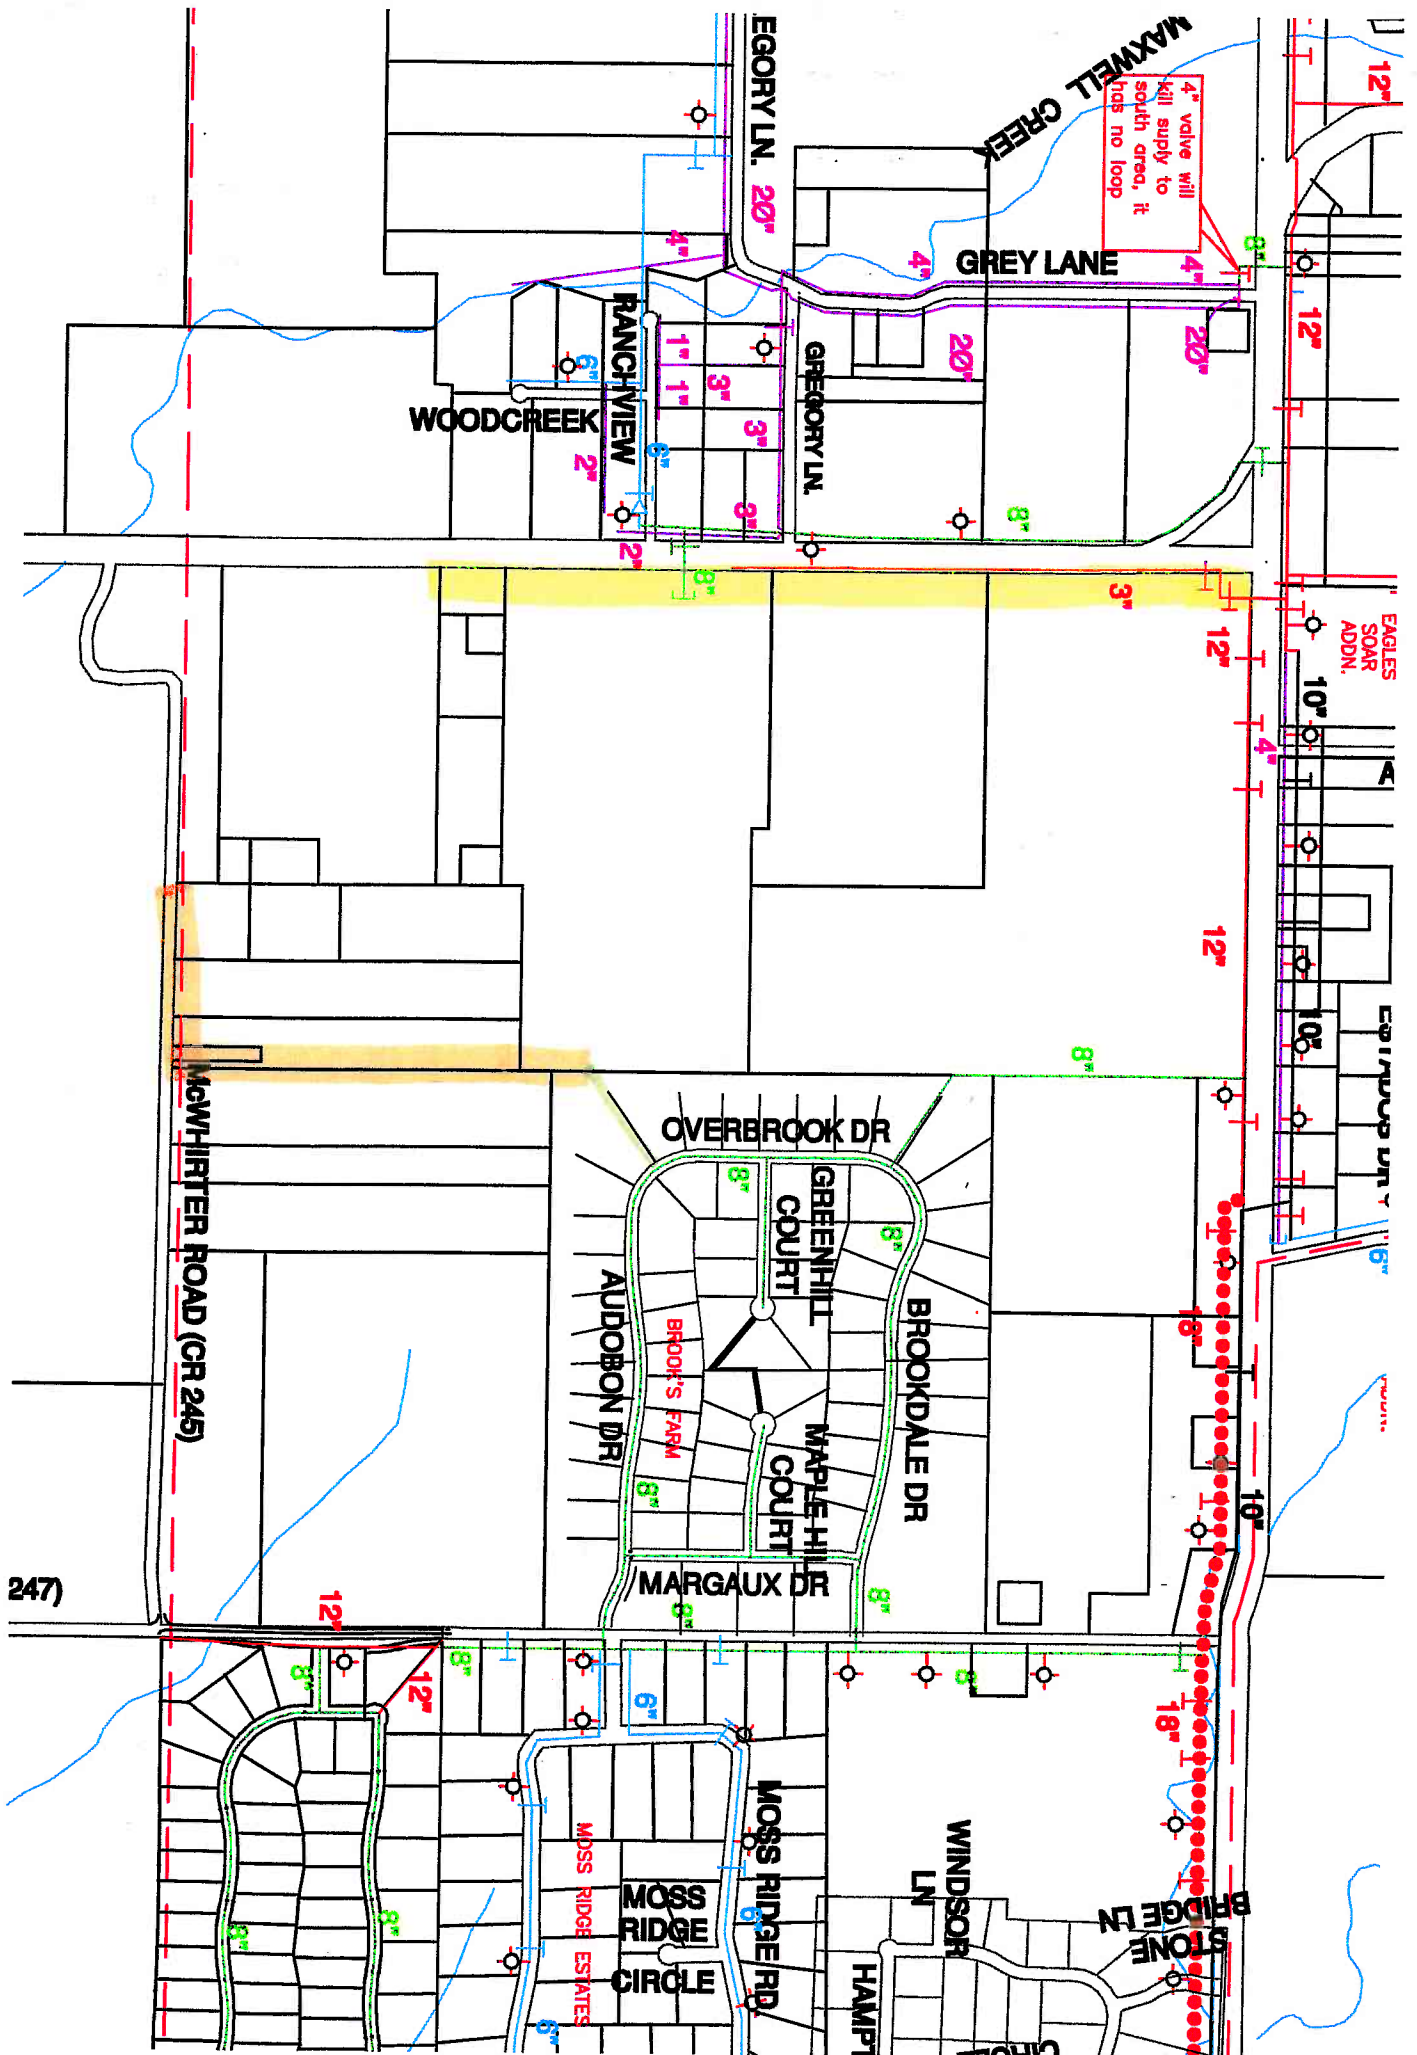 MAXWELL CREEK
4" valve will
kill suply to
south area, it
has no loop
12"
EGORY LN.
20"
8"
4"
4"
4"
GREY LANE
12"
20"
20"
RANCHVIEW
1"
1"
3"
3"
3"
GREGORY LN.
6"
WOODCREEK
6"
2"
2"
8"
8"
3"
EAGLES
SOAR
ADDN.
12"
10"
4"
A
12"
10"
8"
McWHIRTER ROAD (CR 245)
OVERBROOK DR
8"
GREENHILL
COURT
8"
6"
AUDOBON DR
BROOK'S FARM
BROOKDALE DR
18"
MAPLE HILL
COURT
8"
10"
MARGAUX DR
8"
8"
247)
12"
8"
8"
12"
8"
6"
18"
MOSS RIDGE RD.
MOSS RIDGE ESTATES
MOSS
RIDGE
CIRCLE
WINDSOR
LN
STONE
BRIDGE LN
8"
8"
6"
6"
HAMPT